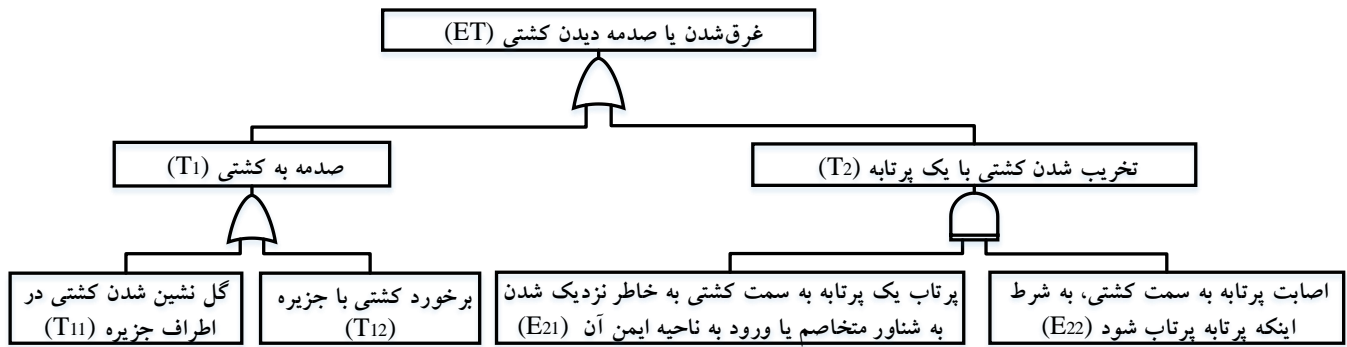 غرق‌شدن یا صدمه دیدن کشتی (ET)
صدمه به کشتی (T1)
تخریب شدن کشتی با یک پرتابه (T2)
گل نشین شدن کشتی در
اطراف جزیره (T11)
برخورد کشتی با جزیره
(T12)
پرتاب یک پرتابه به سمت کشتی به خاطر نزدیک شدن
به شناور متخاصم یا ورود به ناحیه ایمن آن (E21)
اصابت پرتابه به سمت کشتی، به شرط
اینکه پرتابه پرتاب شود (E22)